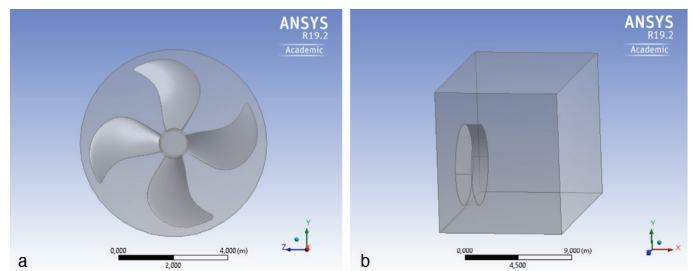 ANSYS
R19.2
Academic
Y
Z
0,000
4,000 (m)
2,000
a
ANSYS
R19.2
Academic
Y
X
0,000
9,000 (m)
4,500
b